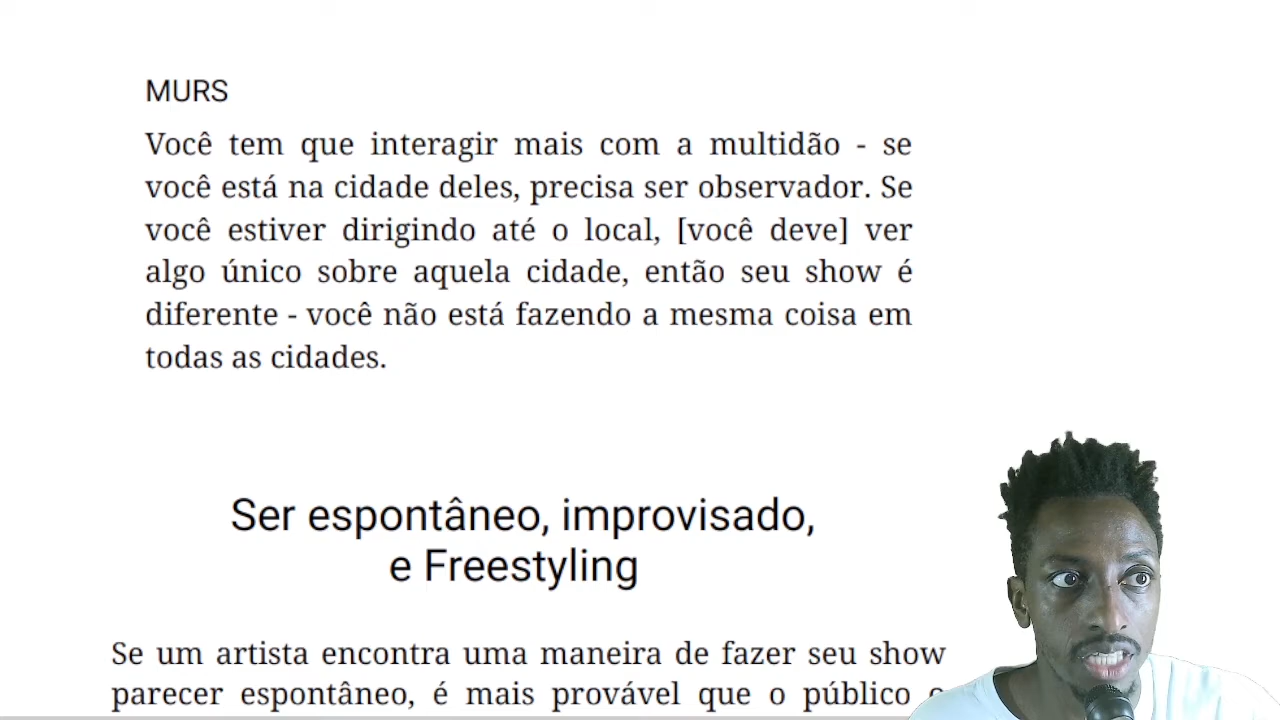 MURS
Você tem que interagir mais com a multidão - se
você está na cidade deles, precisa ser observador. Se
você estiver dirigindo até o local, [você deve] ver
algo único sobre aquela cidade, então seu show é
diferente - você não está fazendo a mesma coisa em
todas as cidades.
Ser espontâneo, improvisado,
e Freestyling
Se um artista encontra uma maneira de fazer seu show
parecer espontâneo, é mais provável que o público